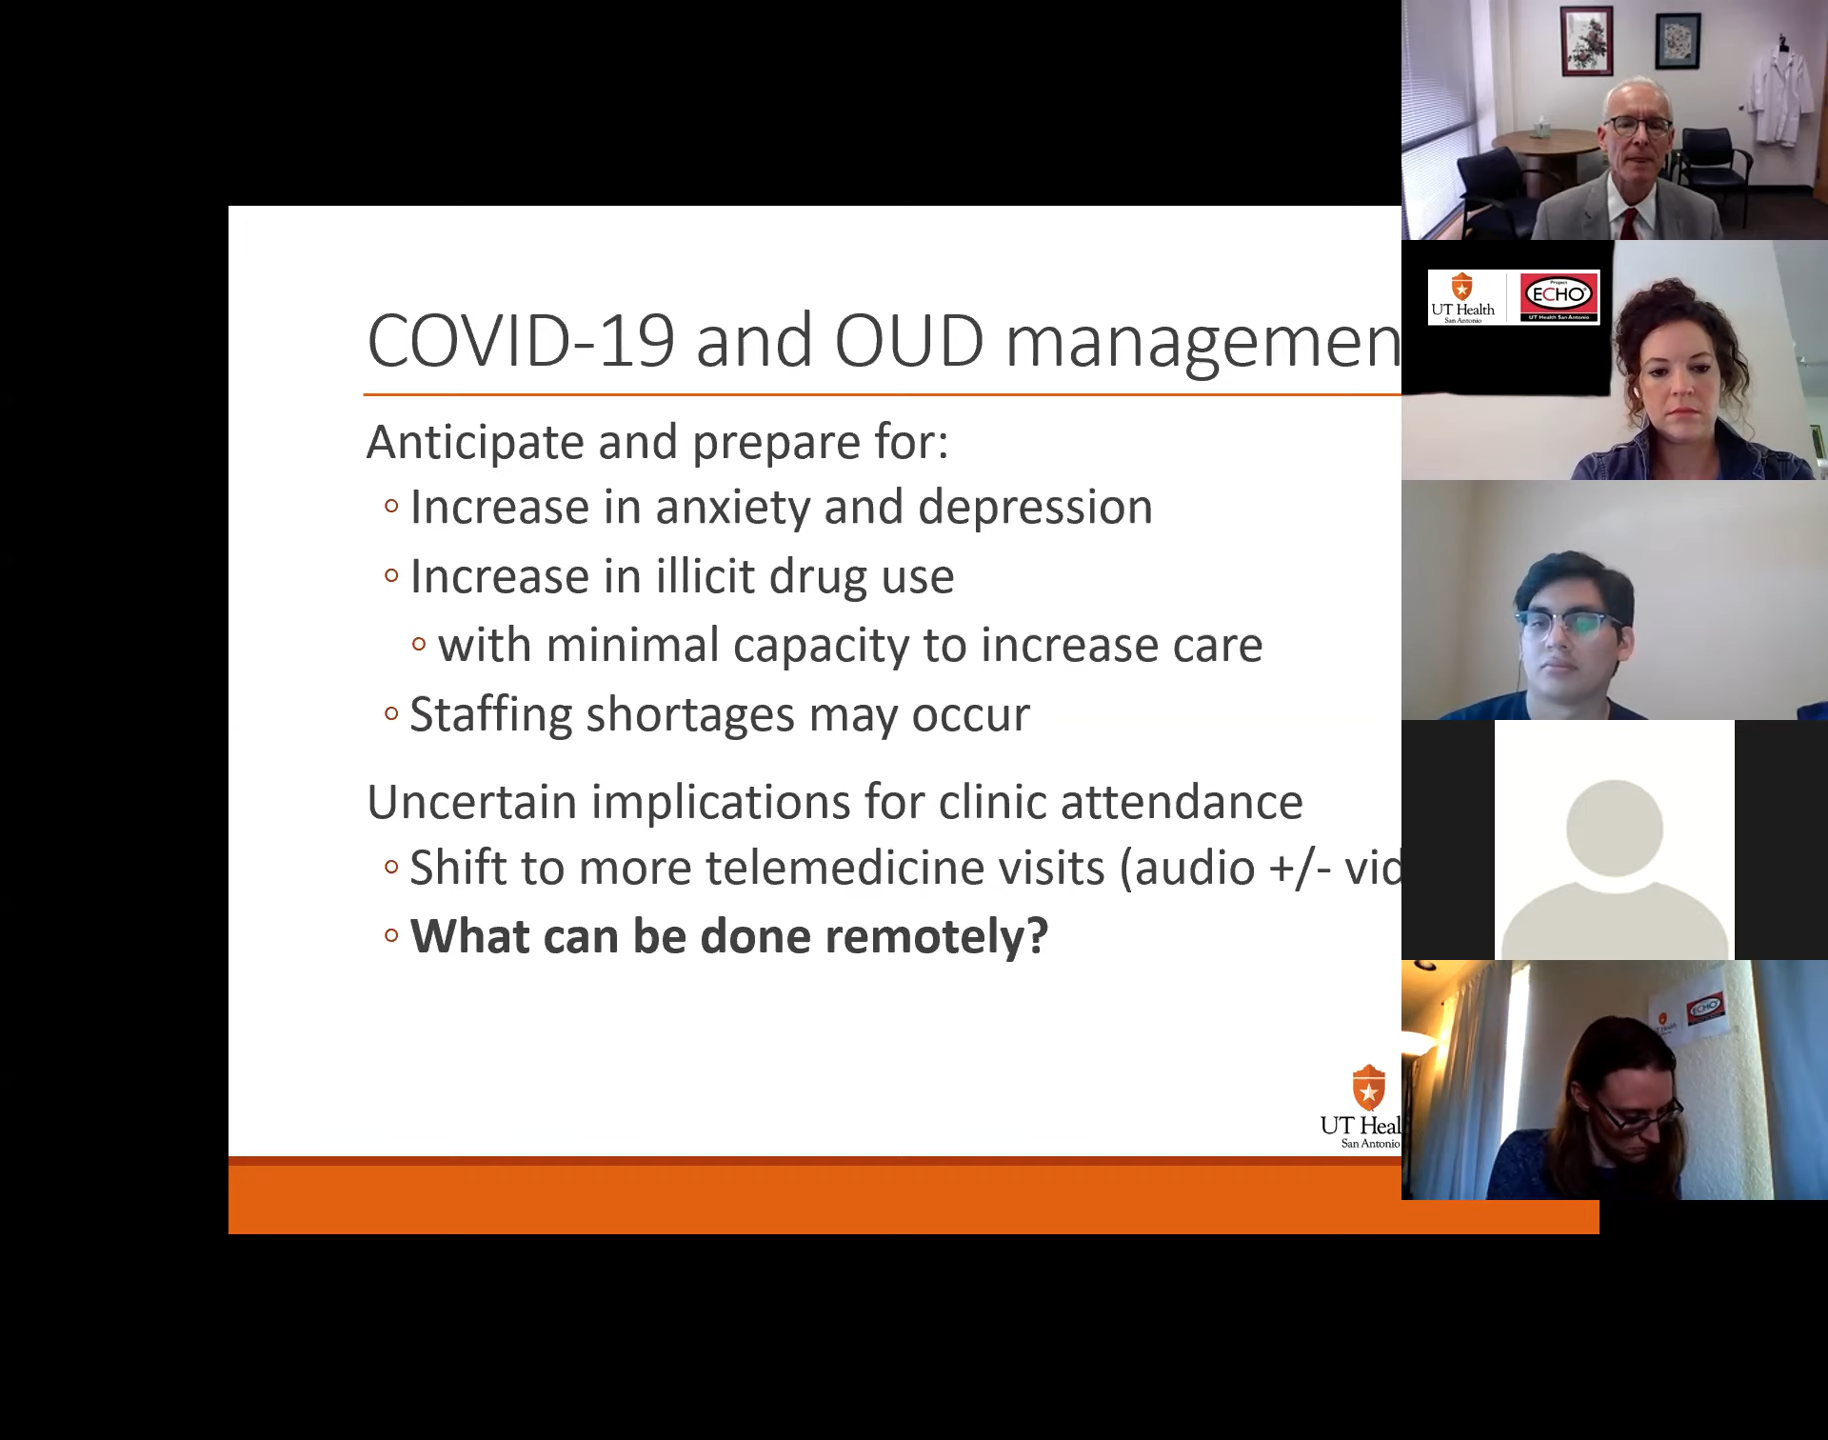 COVID-19 and OUD managemen
Anticipate and prepare for:
◦ Increase in anxiety and depression
◦ Increase in illicit drug use
◦ with minimal capacity to increase care
◦ Staffing shortages may occur
Uncertain implications for clinic attendance
◦ Shift to more telemedicine visits (audio +/- vid
◦ What can be done remotely?
UT Heal
San Antonio
UT Health
San Antonio
Project
ECHO®
UT Health San Antonio
ECHO